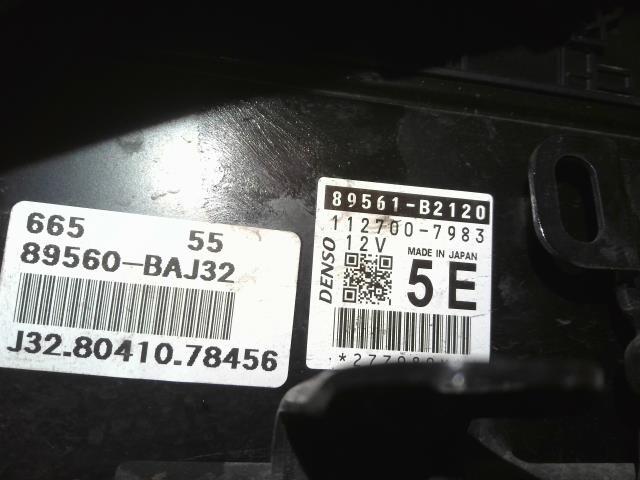 665 55
89560-BAJ32
J32.80410.78456
89561-B2120
112700-7983
12V
MADE IN JAPAN
DENSO
5E